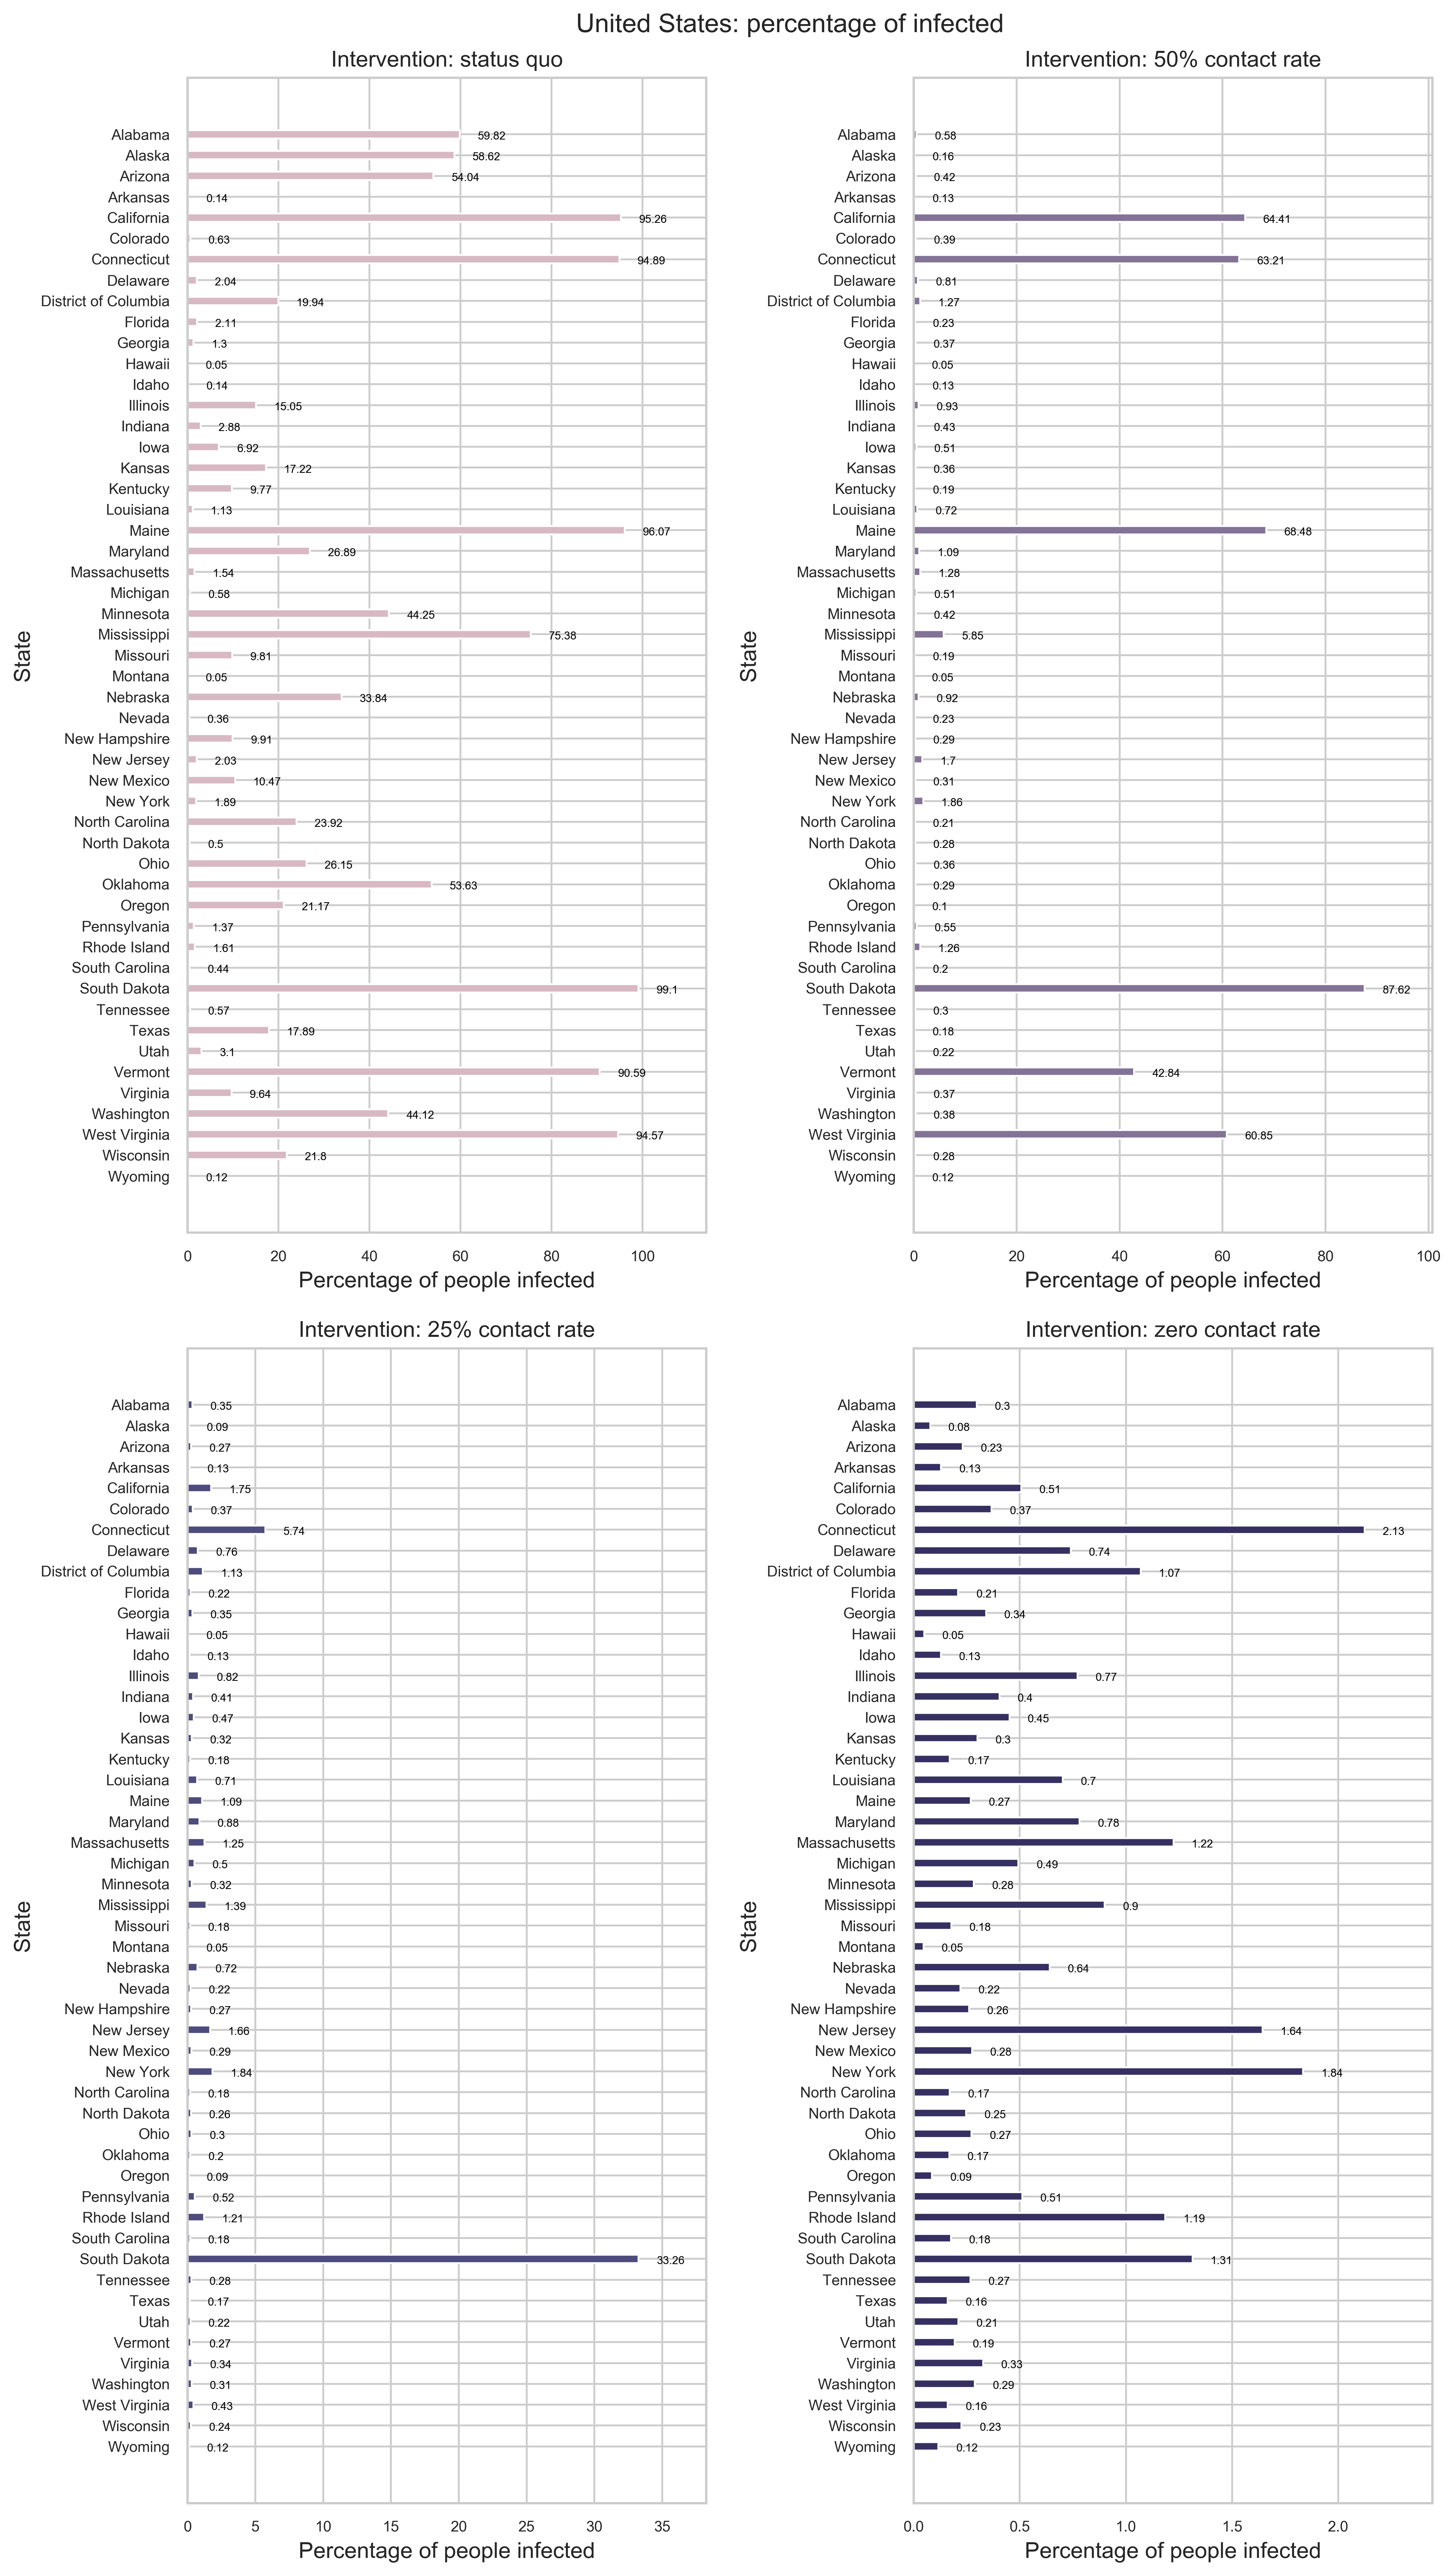 United States: percentage of infected
Intervention: status quo
State
Alabama 59.82
Alaska 58.62
Arizona 54.04
Arkansas 0.14
California 95.26
Colorado 0.63
Connecticut 94.89
Delaware 2.04
District of Columbia 19.94
Florida 2.11
Georgia 1.3
Hawaii 0.05
Idaho 0.14
Illinois 15.05
Indiana 2.88
Iowa 6.92
Kansas 17.22
Kentucky 9.77
Louisiana 1.13
Maine 96.07
Maryland 26.89
Massachusetts 1.54
Michigan 0.58
Minnesota 44.25
Mississippi 75.38
Missouri 9.81
Montana 0.05
Nebraska 33.84
Nevada 0.36
New Hampshire 9.91
New Jersey 2.03
New Mexico 10.47
New York 1.89
North Carolina 23.92
North Dakota 0.5
Ohio 26.15
Oklahoma 53.63
Oregon 21.17
Pennsylvania 1.37
Rhode Island 1.61
South Carolina 0.44
South Dakota 99.1
Tennessee 0.57
Texas 17.89
Utah 3.1
Vermont 90.59
Virginia 9.64
Washington 44.12
West Virginia 94.57
Wisconsin 21.8
Wyoming 0.12
0 20 40 60 80 100
Percentage of people infected
Intervention: 50% contact rate
State
Alabama 0.58
Alaska 0.16
Arizona 0.42
Arkansas 0.13
California 64.41
Colorado 0.39
Connecticut 63.21
Delaware 0.81
District of Columbia 1.27
Florida 0.23
Georgia 0.37
Hawaii 0.05
Idaho 0.13
Illinois 0.93
Indiana 0.43
Iowa 0.51
Kansas 0.36
Kentucky 0.19
Louisiana 0.72
Maine 68.48
Maryland 1.09
Massachusetts 1.28
Michigan 0.51
Minnesota 0.42
Mississippi 5.85
Missouri 0.19
Montana 0.05
Nebraska 0.92
Nevada 0.23
New Hampshire 0.29
New Jersey 1.7
New Mexico 0.31
New York 1.86
North Carolina 0.21
North Dakota 0.28
Ohio 0.36
Oklahoma 0.29
Oregon 0.1
Pennsylvania 0.55
Rhode Island 1.26
South Carolina 0.2
South Dakota 87.62
Tennessee 0.3
Texas 0.18
Utah 0.22
Vermont 42.84
Virginia 0.37
Washington 0.38
West Virginia 60.85
Wisconsin 0.28
Wyoming 0.12
0 20 40 60 80 100
Percentage of people infected
Intervention: 25% contact rate
State
Alabama 0.35
Alaska 0.09
Arizona 0.27
Arkansas 0.13
California 1.75
Colorado 0.37
Connecticut 5.74
Delaware 0.76
District of Columbia 1.13
Florida 0.22
Georgia 0.35
Hawaii 0.05
Idaho 0.13
Illinois 0.82
Indiana 0.41
Iowa 0.47
Kansas 0.32
Kentucky 0.18
Louisiana 0.71
Maine 1.09
Maryland 0.88
Massachusetts 1.25
Michigan 0.5
Minnesota 0.32
Mississippi 1.39
Missouri 0.18
Montana 0.05
Nebraska 0.72
Nevada 0.22
New Hampshire 0.27
New Jersey 1.66
New Mexico 0.29
New York 1.84
North Carolina 0.18
North Dakota 0.26
Ohio 0.3
Oklahoma 0.2
Oregon 0.09
Pennsylvania 0.52
Rhode Island 1.21
South Carolina 0.18
South Dakota 33.26
Tennessee 0.28
Texas 0.17
Utah 0.22
Vermont 0.27
Virginia 0.34
Washington 0.31
West Virginia 0.43
Wisconsin 0.24
Wyoming 0.12
0 5 10 15 20 25 30 35
Percentage of people infected
Intervention: zero contact rate
State
Alabama 0.3
Alaska 0.08
Arizona 0.23
Arkansas 0.13
California 0.51
Colorado 0.37
Connecticut 2.13
Delaware 0.74
District of Columbia 1.07
Florida 0.21
Georgia 0.34
Hawaii 0.05
Idaho 0.13
Illinois 0.77
Indiana 0.4
Iowa 0.45
Kansas 0.3
Kentucky 0.17
Louisiana 0.7
Maine 0.27
Maryland 0.78
Massachusetts 1.22
Michigan 0.49
Minnesota 0.28
Mississippi 0.9
Missouri 0.18
Montana 0.05
Nebraska 0.64
Nevada 0.22
New Hampshire 0.26
New Jersey 1.64
New Mexico 0.28
New York 1.84
North Carolina 0.17
North Dakota 0.25
Ohio 0.27
Oklahoma 0.17
Oregon 0.09
Pennsylvania 0.51
Rhode Island 1.19
South Carolina 0.18
South Dakota 1.31
Tennessee 0.27
Texas 0.16
Utah 0.21
Vermont 0.19
Virginia 0.33
Washington 0.29
West Virginia 0.16
Wisconsin 0.23
Wyoming 0.12
0.0 0.5 1.0 1.5 2.0
Percentage of people infected